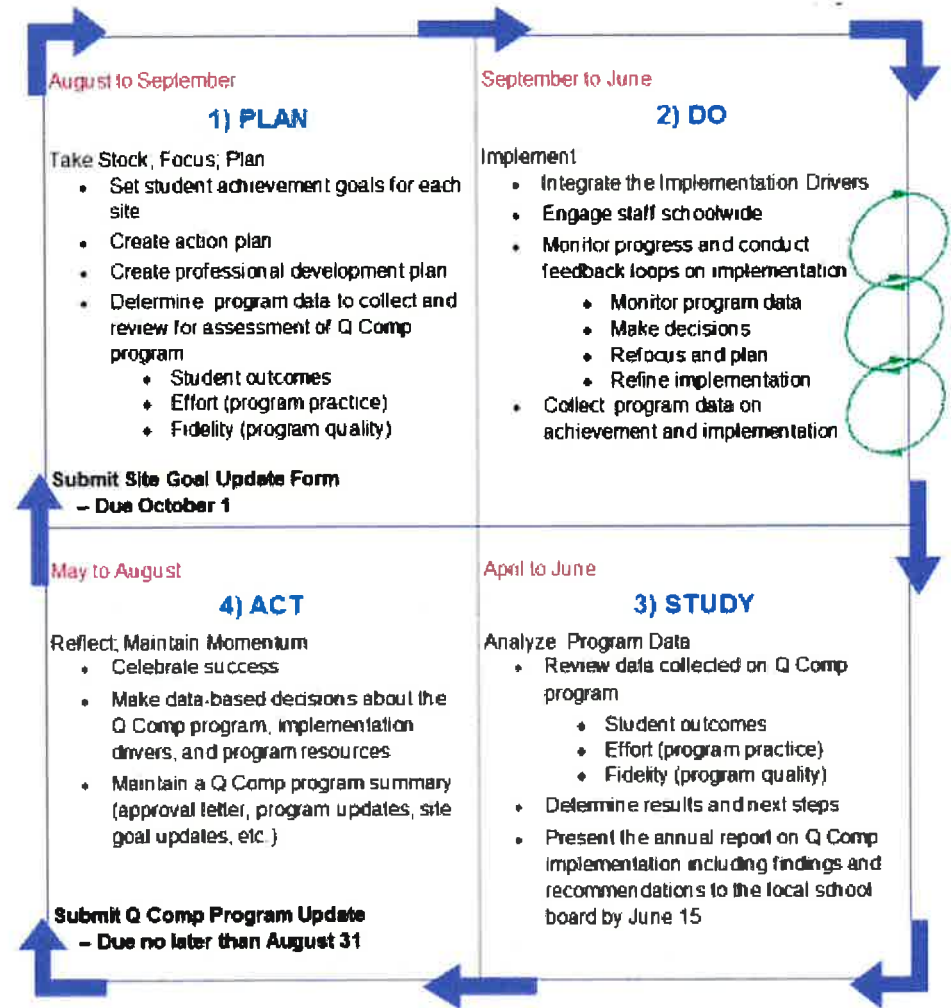 August to September
1) PLAN
Take Stock; Focus; Plan
• Set student achievement goals for each
site
• Create action plan
• Create professional development plan
• Determine program data to collect and
review for assessment of Q Comp
program
• Student outcomes
• Effort (program practice)
• Fidelity (program quality)
Submit Site Goal Update Form
– Due October 1
September to June
2) DO
Implement
• Integrate the Implementation Drivers
• Engage staff schoolwide
• Monitor progress and conduct
feedback loops on implementation
• Monitor program data
• Make decisions
• Refocus and plan
• Refine implementation
• Collect program data on
achievement and implementation
April to June
3) STUDY
Analyze Program Data
• Review data collected on Q Comp
program
• Student outcomes
• Effort (program practice)
• Fidelity (program quality)
• Determine results and next steps
• Present the annual report on Q Comp
implementation including findings and
recommendations to the local school
board by June 15
May to August
4) ACT
Reflect; Maintain Momentum
• Celebrate success
• Make data-based decisions about the
Q Comp program, implementation
drivers, and program resources
• Maintain a Q Comp program summary
(approval letter, program updates, site
goal updates, etc.)
Submit Q Comp Program Update
– Due no later than August 31